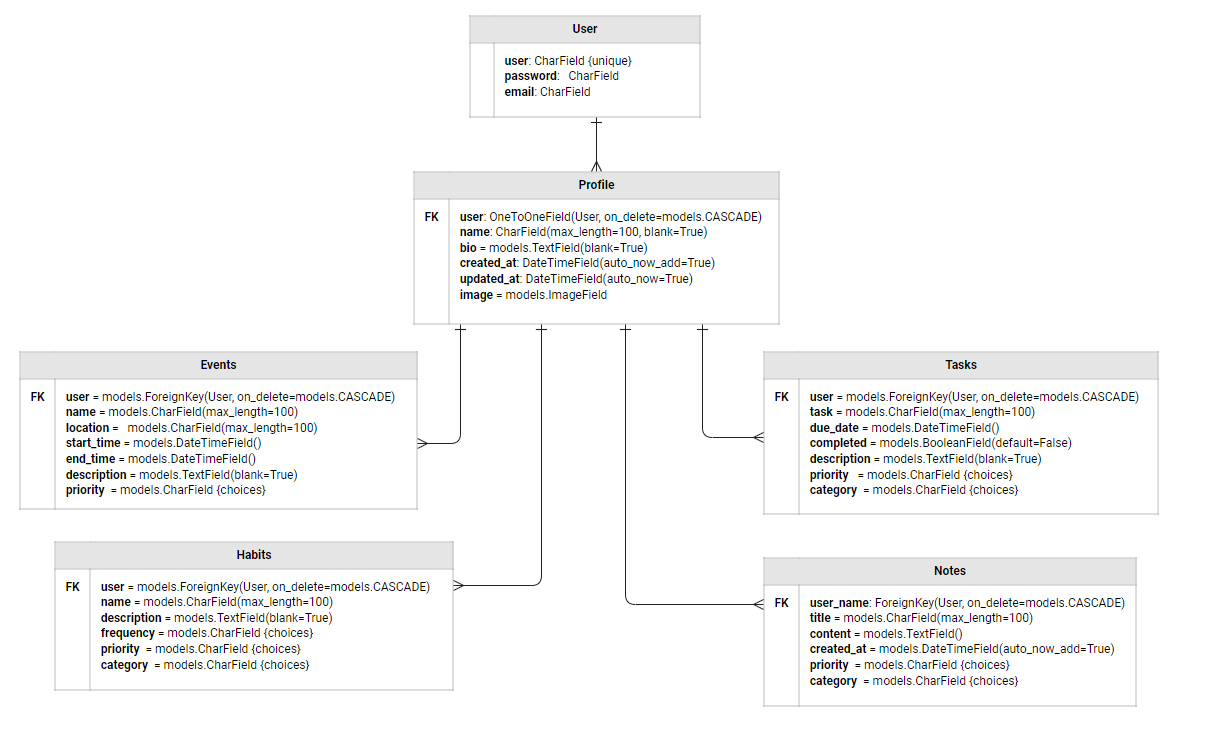 User
user: CharField {unique}
password:   CharField
email: CharField
Profile
FK
user: OneToOneField(User, on_delete=models.CASCADE)
name: CharField(max_length=100, blank=True)
bio = models.TextField(blank=True)
created_at: DateTimeField(auto_now_add=True)
updated_at: DateTimeField(auto_now=True)
image = models.ImageField
Events
FK
user = models.ForeignKey(User, on_delete=models.CASCADE)
name = models.CharField(max_length=100)
location =   models.CharField(max_length=100)
start_time = models.DateTimeField()
end_time = models.DateTimeField()
description = models.TextField(blank=True)
priority  = models.CharField {choices}
Tasks
FK
user = models.ForeignKey(User, on_delete=models.CASCADE)
task = models.CharField(max_length=100)
due_date = models.DateTimeField()
completed = models.BooleanField(default=False)
description = models.TextField(blank=True)
priority   = models.CharField {choices}
category  = models.CharField {choices}
Habits
FK
user = models.ForeignKey(User, on_delete=models.CASCADE)
name = models.CharField(max_length=100)
description = models.TextField(blank=True)
frequency = models.CharField {choices}
priority  = models.CharField {choices}
category  = models.CharField {choices}
Notes
FK
user_name: ForeignKey(User, on_delete=models.CASCADE)
title = models.CharField(max_length=100)
content = models.TextField()
created_at = models.DateTimeField(auto_now_add=True)
priority  = models.CharField {choices}
category  = models.CharField {choices}